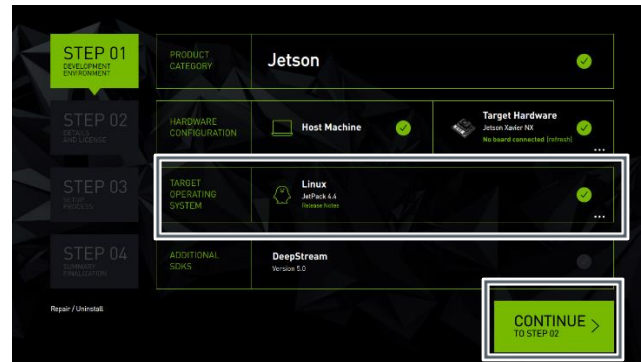 STEP 01
DEVELOPMENT
ENVIRONMENT
PRODUCT
CATEGORY
Jetson
STEP 02
DETAILS
AND LICENSE
HARDWARE
CONFIGURATION
Host Machine
Target Hardware
Jetson Xavier NX
No board connected [refresh]
...
STEP 03
SETUP
PROCESS
TARGET
OPERATING
SYSTEM
Linux
JetPack 4.4
Release Notes
...
STEP 04
SUMMARY
FINALIZATION
ADDITIONAL
SDKS
DeepStream
Version 5.0
Repair / Uninstall
CONTINUE >
TO STEP 02